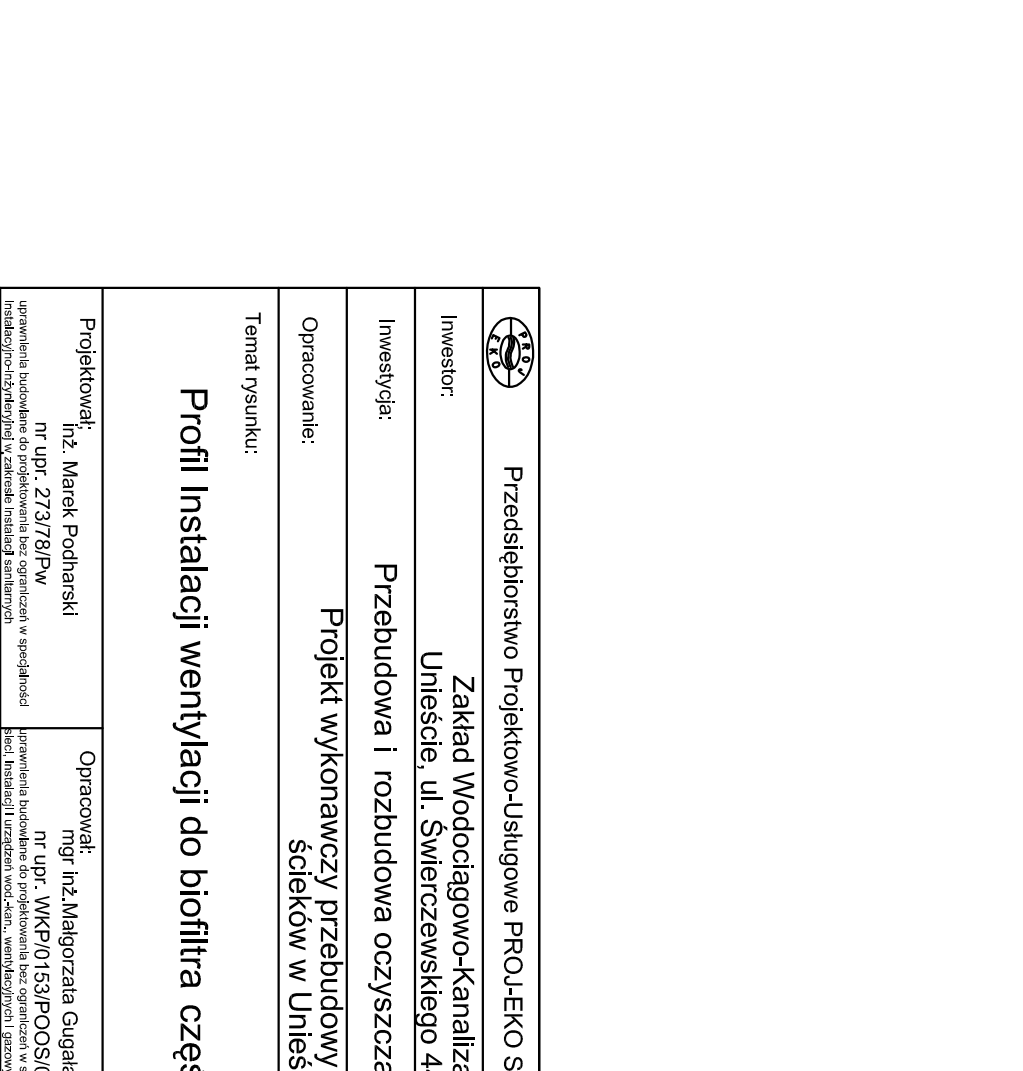 PROJ
EKO
Przedsiębiorstwo Projektowo-Usługowe PROJ-EKO S
Inwestor:
Zakład Wodociągowo-Kanaliza
Unieście, ul. Świerczewskiego 4
Inwestycja:
Przebudowa i rozbudowa oczyszcza
Opracowanie:
Projekt wykonawczy przebudowy
ścieków w Unieś
Temat rysunku:
Profil Instalacji wentylacji do biofiltra częś
Projektował:
inż. Marek Podharski
nr upr. 273/78/Pw
uprawnienia budowlane do projektowania bez ograniczeń w specjalności
instalacyjno-inżynieryjnej w zakresie instalacji sanitarnych
Opracował:
mgr inż.Małgorzata Gugała
nr upr. WKP/0153/POOS/0
uprawnienia budowlane do projektowania bez ograniczeń w s
sieci, instalacji i urządzeń wod.-kan., wentylacyjnych i gazowy